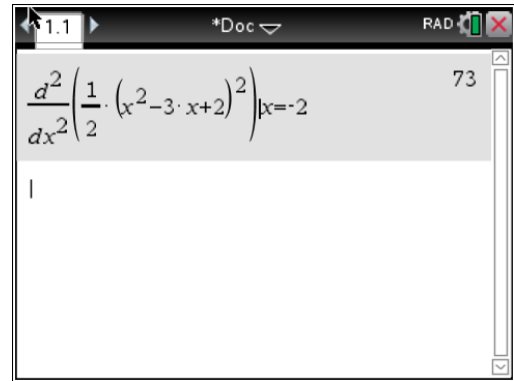 1.1 *Doc RAD
d²/dx²(1/2·(x²−3·x+2)²)|x=-2 73